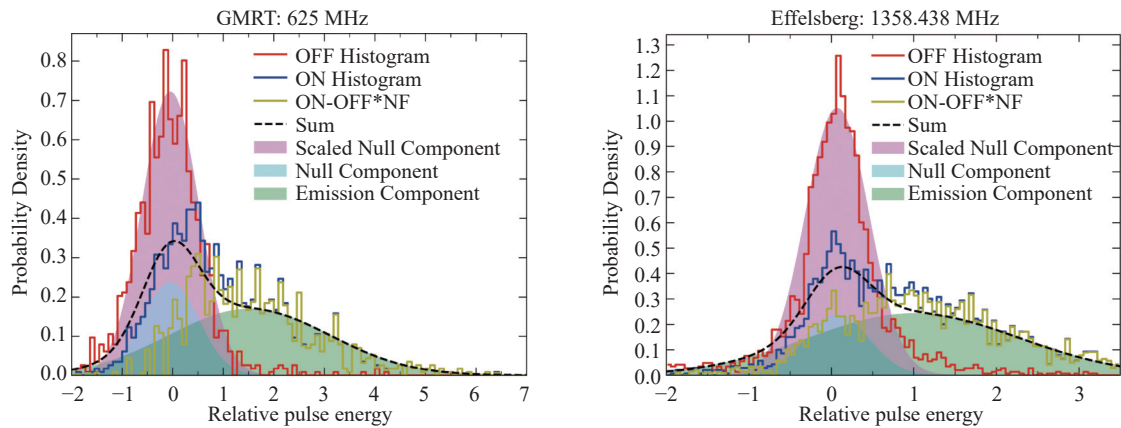 GMRT: 625 MHz
0.8
0.7
0.6
0.5
0.4
0.3
0.2
0.1
0.0
Probability Density
OFF Histogram
ON Histogram
ON-OFF*NF
Sum
Scaled Null Component
Null Component
Emission Component
−2 −1 0 1 2 3 4 5 6 7
Relative pulse energy
Effelsberg: 1358.438 MHz
1.3
1.2
1.1
1.0
0.9
0.8
0.7
0.6
0.5
0.4
0.3
0.2
0.1
0
Probability Density
OFF Histogram
ON Histogram
ON-OFF*NF
Sum
Scaled Null Component
Null Component
Emission Component
−2 −1 0 1 2 3
Relative pulse energy